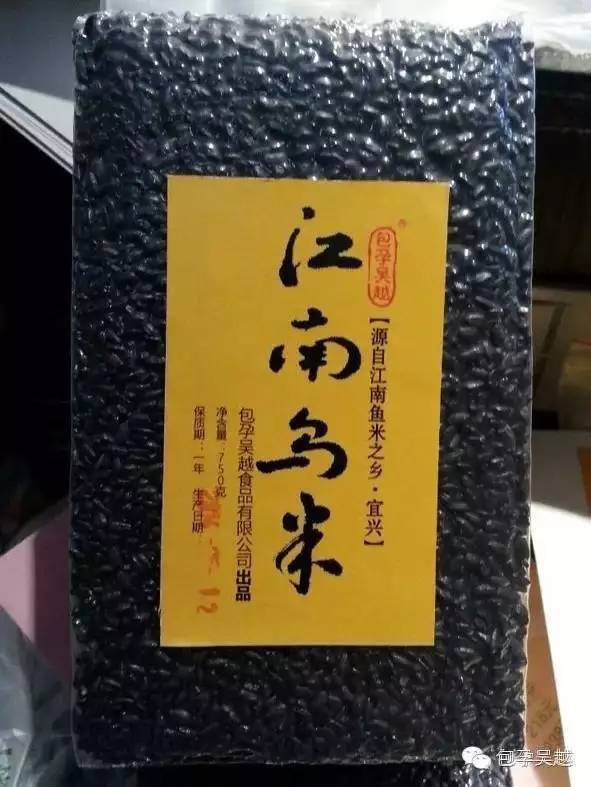 包孕吴越
®
【源自江南鱼米之乡·宜兴】
江南乌米
包孕吴越食品有限公司出品
净含量：750克
保质期：一年 生产日期：
包孕吴越